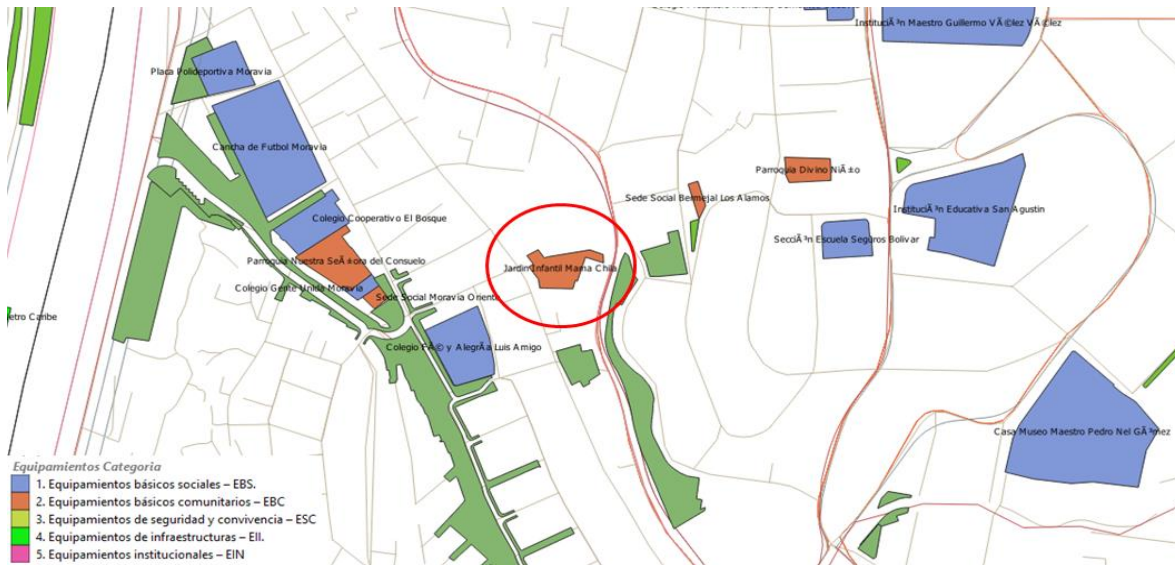 Institución Maestro Guillermo VÃ©lez VÃ©lez
Placa Polideportiva Moravia
Cancha de Futbol Moravia
Parroquia Divino NiÃ±o
Sede Social Bermejal Los Alamos
InstituciÃ³n Educativa San Agustin
Colegio Cooperativo El Bosque
SecciÃ³n Escuela Seguros Bolivar
Parroquia Nuestra SeÃ±ora del Consuelo
Jardin Infantil Mama Chila
Colegio Gente Unida Moravia
Sede Social Moravia Oriente
etro Caribe
Colegio FÃ© y AlegrÃ­a Luis Amigo
Casa Museo Maestro Pedro Nel GÃ³mez
Equipamientos Categoria
1. Equipamientos básicos sociales – EBS.
2. Equipamientos básicos comunitarios – EBC
3. Equipamientos de seguridad y convivencia – ESC
4. Equipamientos de infraestructuras – EII.
5. Equipamientos institucionales – EIN